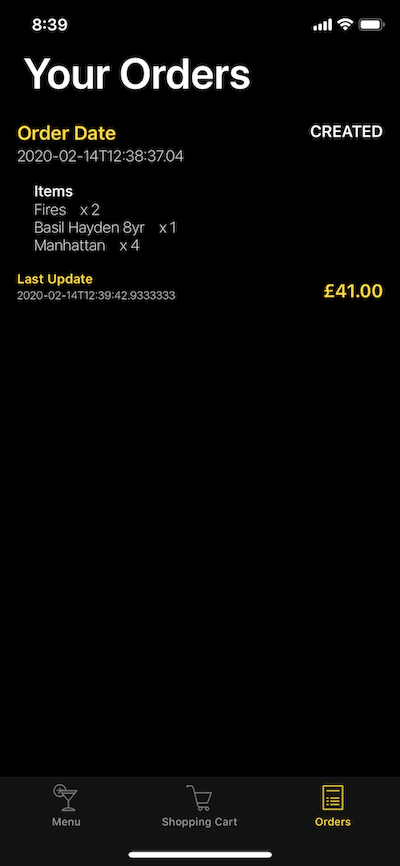 8:39
Your Orders
Order Date
CREATED
2020-02-14T12:38:37.04
Items
Fires x 2
Basil Hayden 8yr x 1
Manhattan x 4
Last Update
2020-02-14T12:39:42.9333333
£41.00
Menu
Shopping Cart
Orders